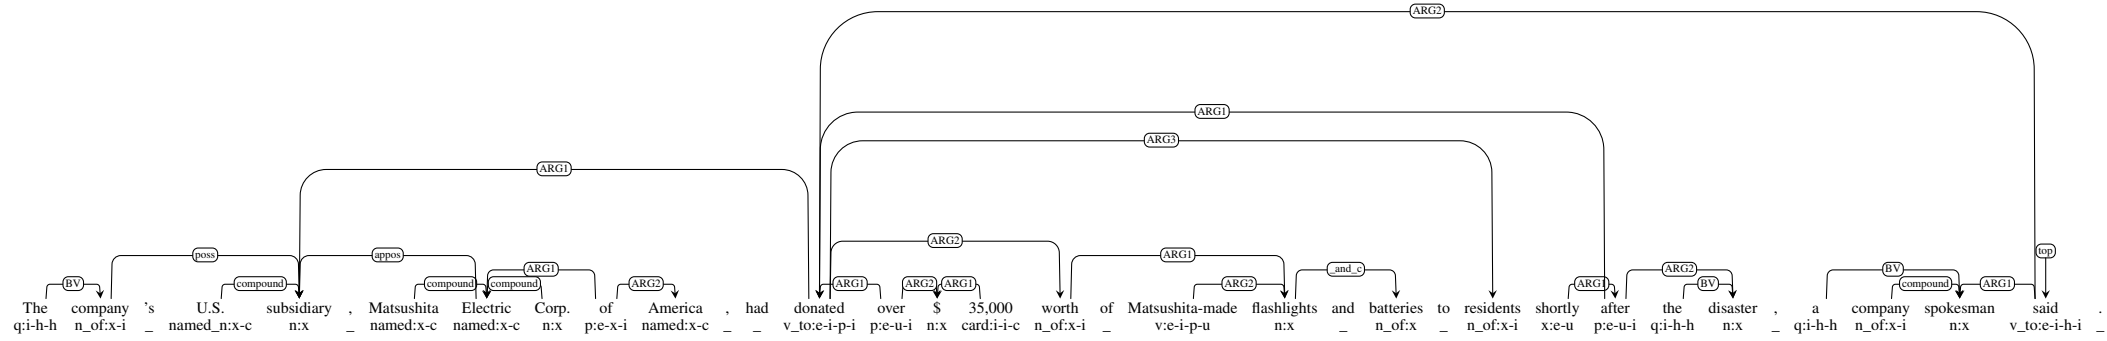 ARG2
ARG1
ARG3
ARG1
ARG2
top
poss appos ARG1 ARG1 _and_c ARG2 BV
BV compound compound compound ARG2 ARG1 ARG2 ARG1 ARG2 ARG1 BV compound ARG1
The company 's U.S. subsidiary , Matsushita Electric Corp. of America , had donated over $ 35,000 worth of Matsushita-made flashlights and batteries to residents shortly after the disaster , a company spokesman said .
q:i-h-h n_of:x-i _ named_n:x-c n:x _ named:x-c named:x-c n:x p:e-x-i named:x-c _ _ v_to:e-i-p-i p:e-u-i n:x card:i-i-c n_of:x-i _ v:e-i-p-u n:x _ n_of:x _ n_of:x-i x:e-u p:e-u-i q:i-h-h n:x _ q:i-h-h n_of:x-i n:x v_to:e-i-h-i _